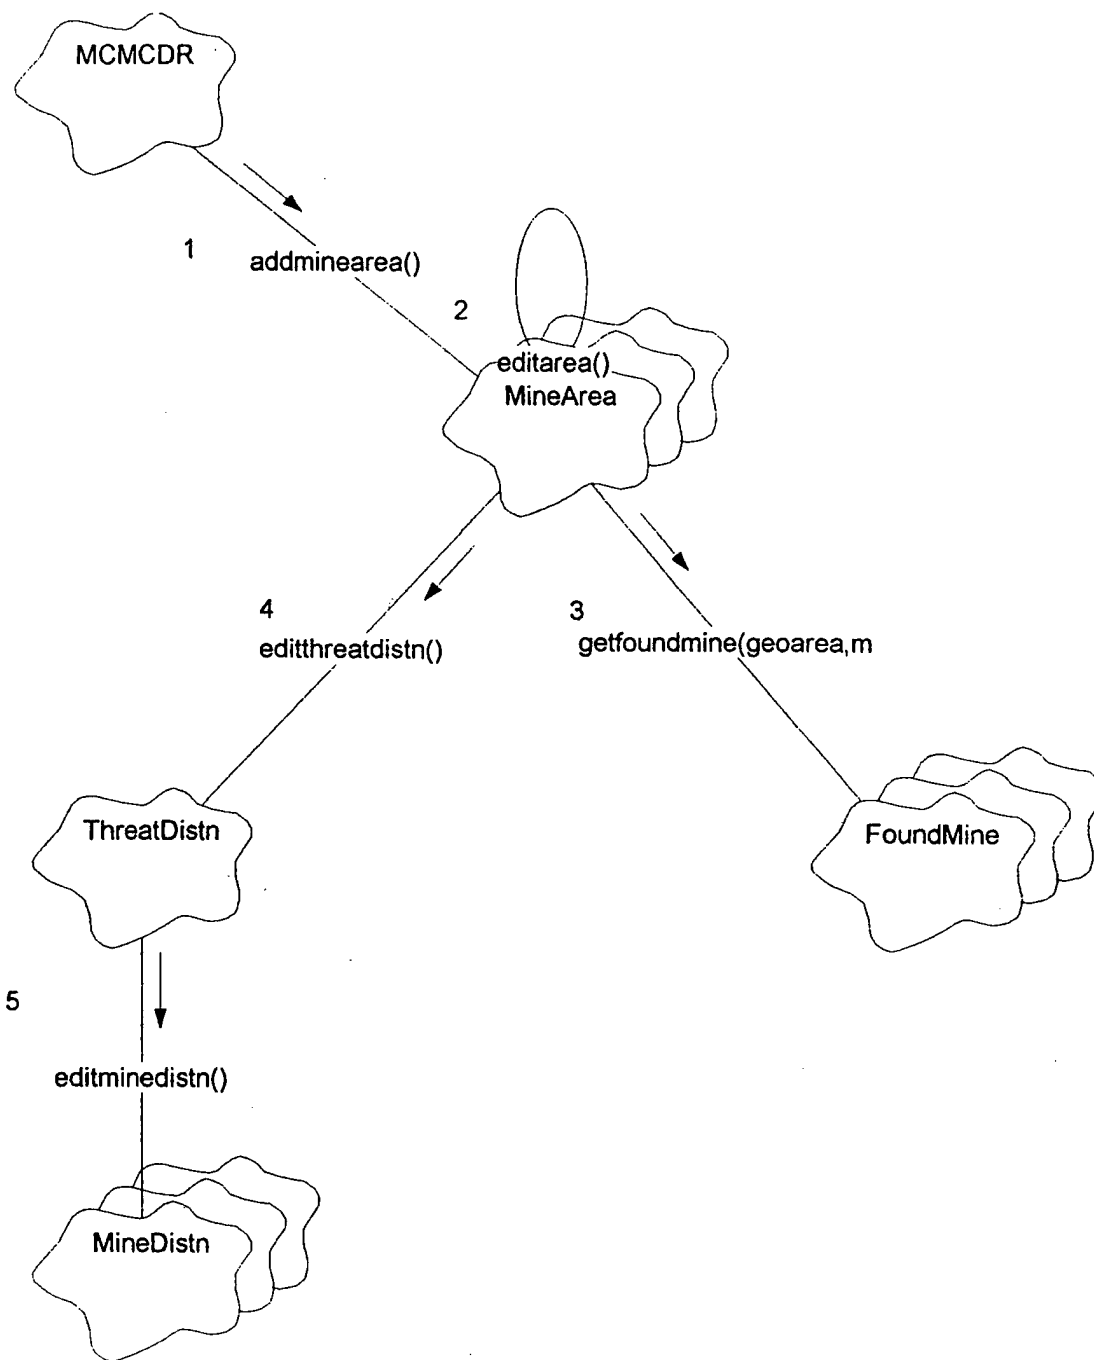 MCMCDR
1
addminearea()
2
editarea()
MineArea
4
editthreatdistn()
3
getfoundmine(geoarea,m
ThreatDistn
FoundMine
5
editminedistn()
MineDistn